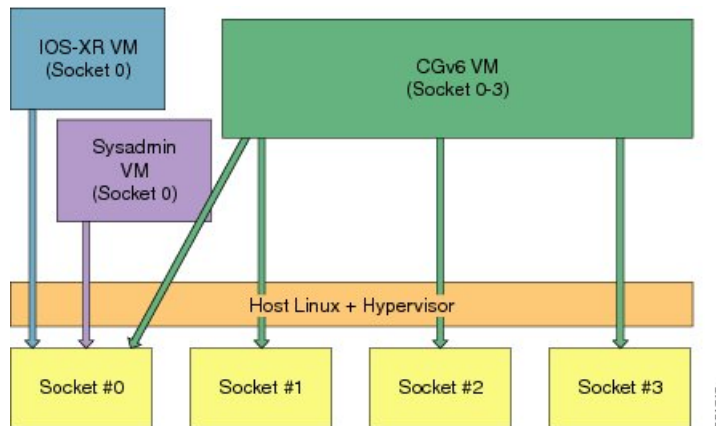 IOS-XR VM
(Socket 0)
CGv6 VM
(Socket 0-3)
Sysadmin
VM
(Socket 0)
Host Linux + Hypervisor
Socket #0
Socket #1
Socket #2
Socket #3